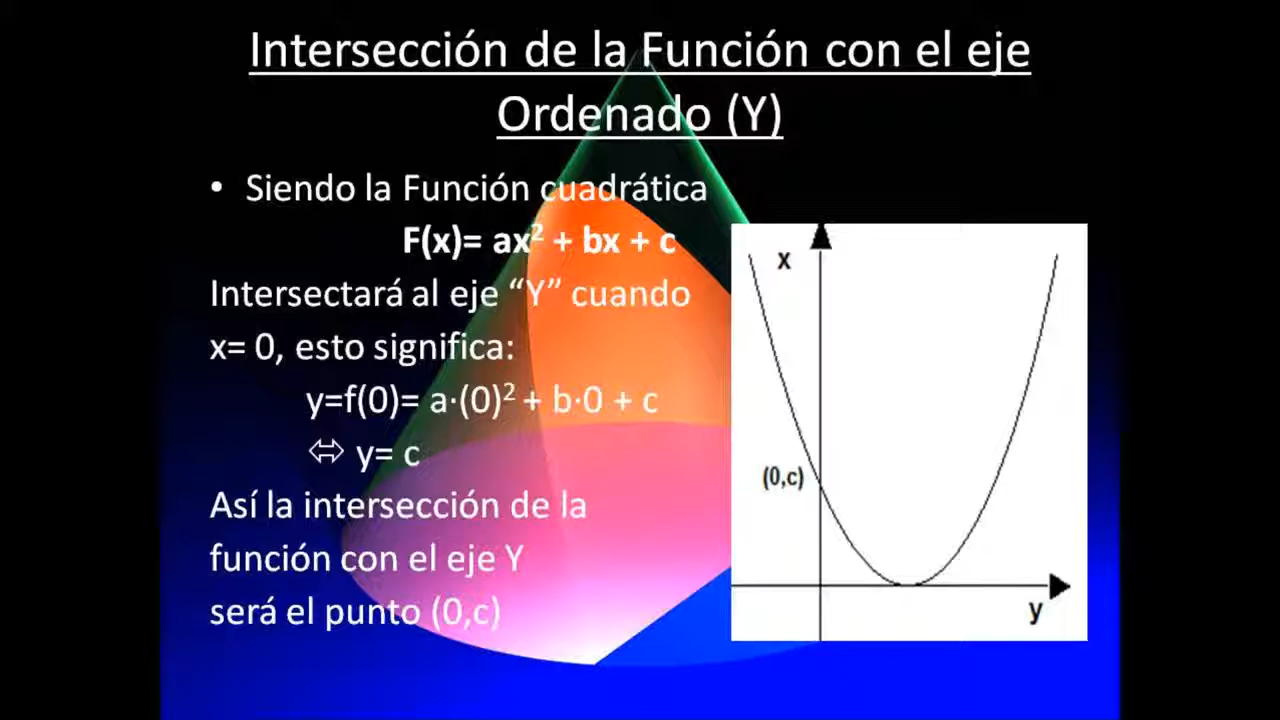 Intersección de la Función con el eje
Ordenado (Y)
• Siendo la Función cuadrática
F(x)= ax² + bx + c
Intersectará al eje “Y” cuando
x= 0, esto significa:
y=f(0)= a·(0)² + b·0 + c
⬄ y= c
Así la intersección de la
función con el eje Y
será el punto (0,c)
x
(0,c)
y